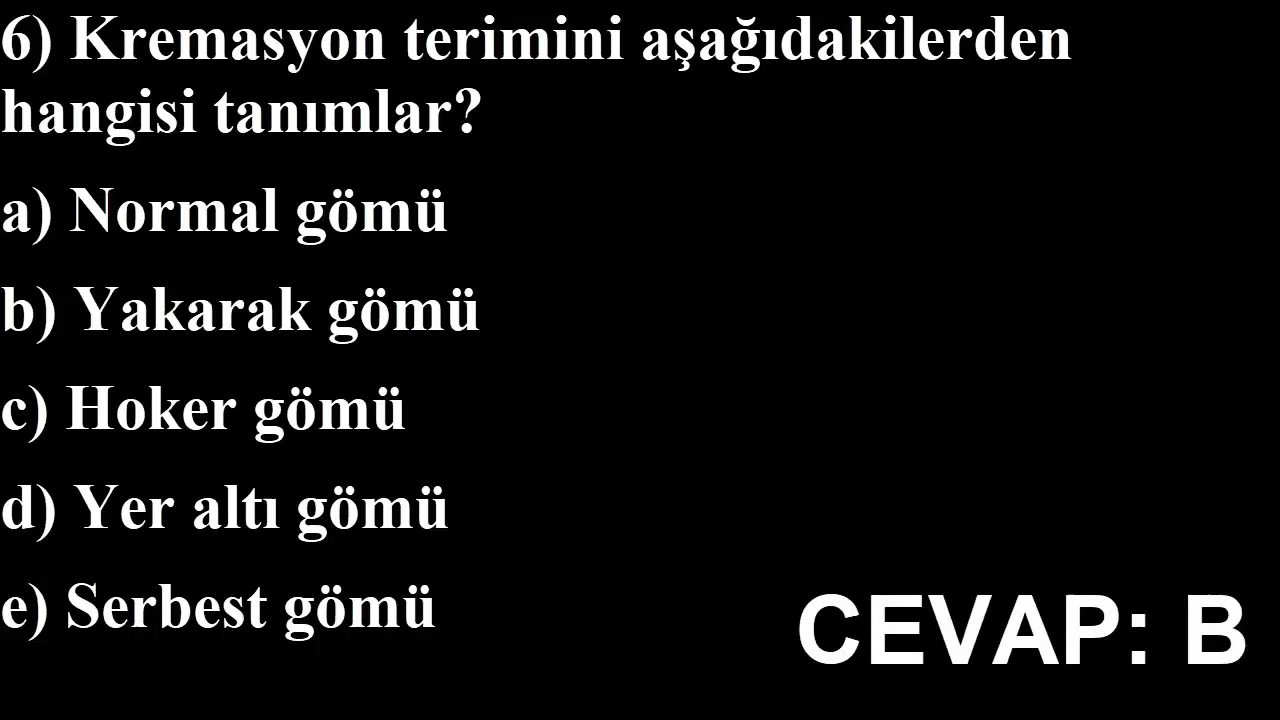 6) Kremasyon terimini aşağıdakilerden
hangisi tanımlar?
a) Normal gömü
b) Yakarak gömü
c) Hoker gömü
d) Yer altı gömü
e) Serbest gömü
CEVAP: B